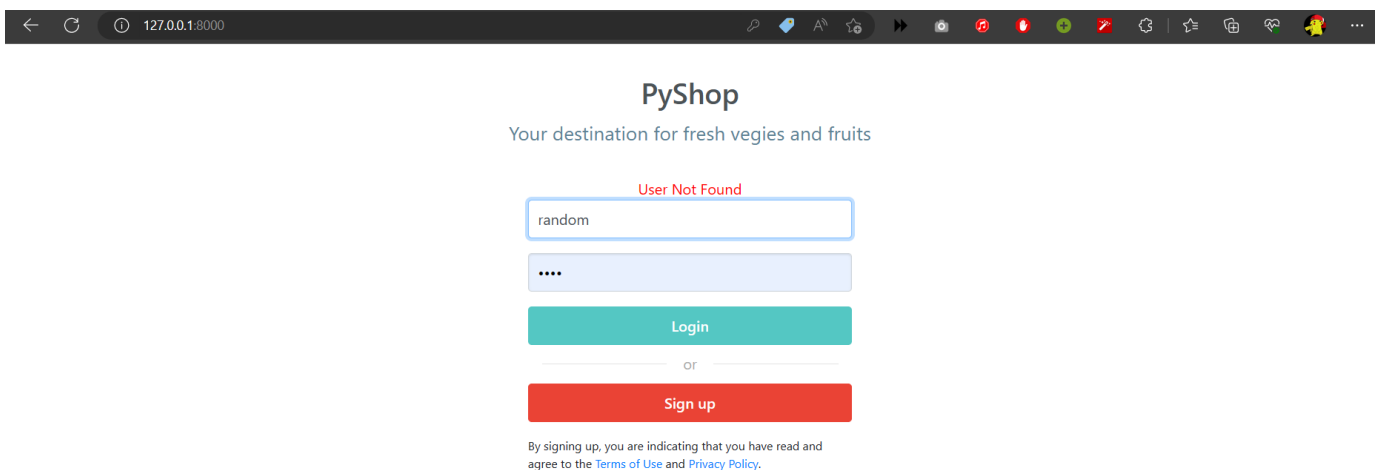 127.0.0.1:8000
PyShop
Your destination for fresh vegies and fruits
User Not Found
random
••••
Login
or
Sign up
By signing up, you are indicating that you have read and
agree to the Terms of Use and Privacy Policy.